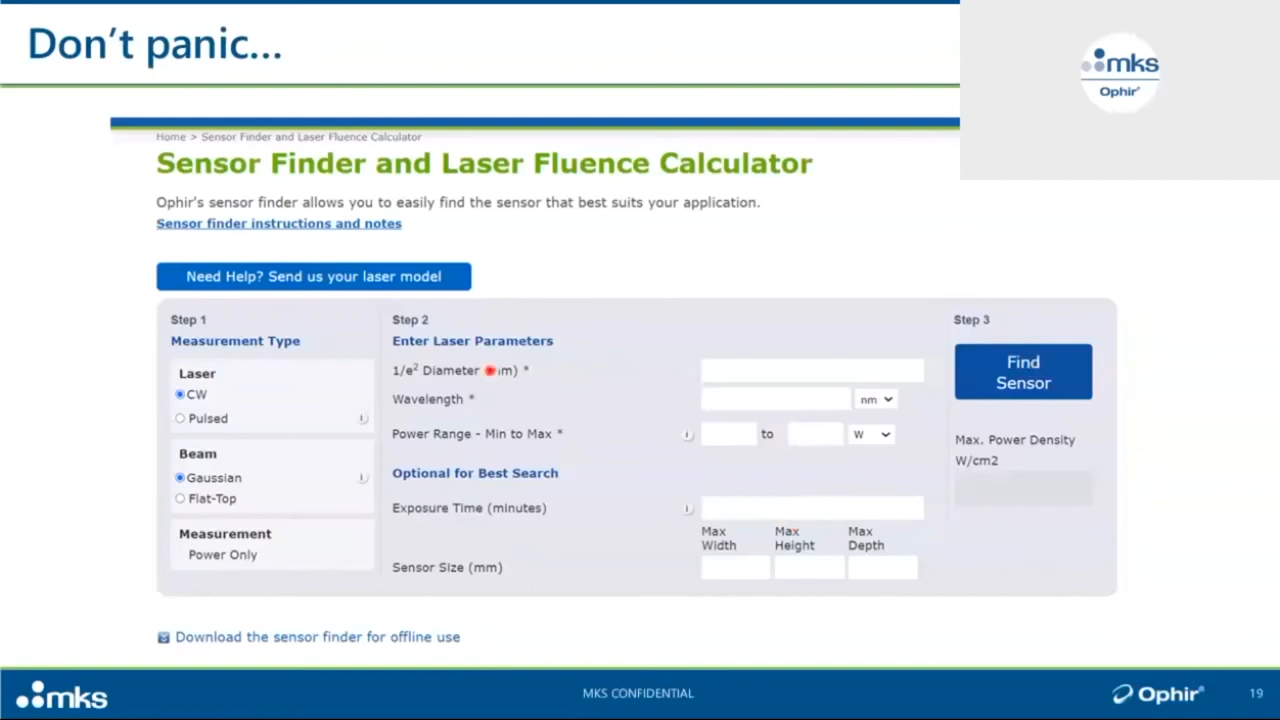 Don't panic...
mks
Ophir®
Home > Sensor Finder and Laser Fluence Calculator
Sensor Finder and Laser Fluence Calculator
Ophir's sensor finder allows you to easily find the sensor that best suits your application.
Sensor finder instructions and notes
Need Help? Send us your laser model
Step 1
Measurement Type
Laser
CW
Pulsed
Beam
Gaussian
Flat-Top
Measurement
Power Only
Step 2
Enter Laser Parameters
1/e² Diameter m) *
Wavelength *
nm
Power Range - Min to Max *
to
W
Optional for Best Search
Exposure Time (minutes)
Max Width
Max Height
Max Depth
Sensor Size (mm)
Step 3
Find Sensor
Max. Power Density
W/cm2
Download the sensor finder for offline use
mks
MKS CONFIDENTIAL
Ophir®
19